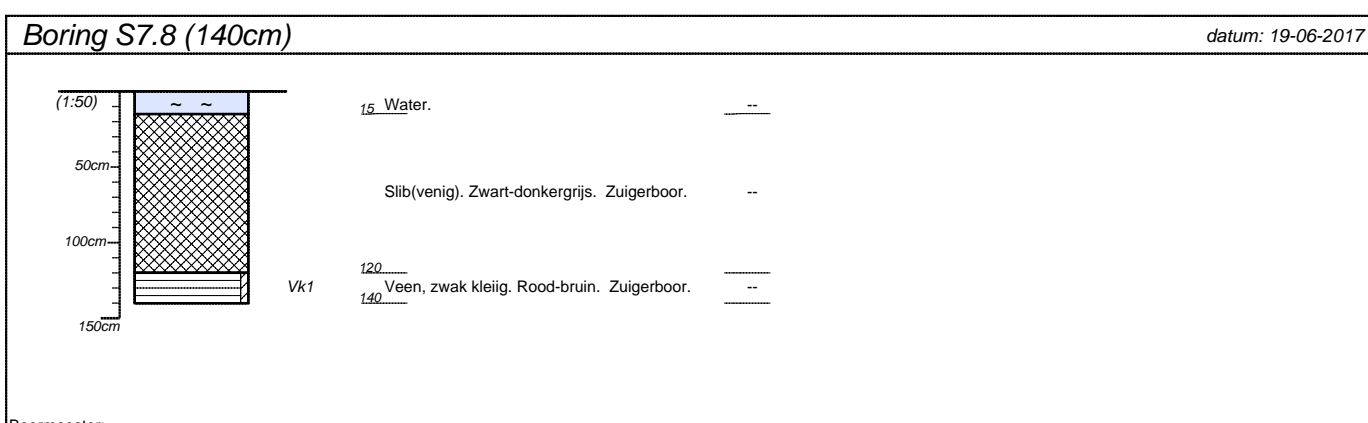 Boring S7.8 (140cm) datum: 19-06-2017
(1:50) ~ ~ 15 Water. --
50cm
Slib(venig). Zwart-donkergrijs. Zuigerboor. --
100cm
120
Vk1 Veen, zwak kleiig. Rood-bruin. Zuigerboor. --
140
150cm